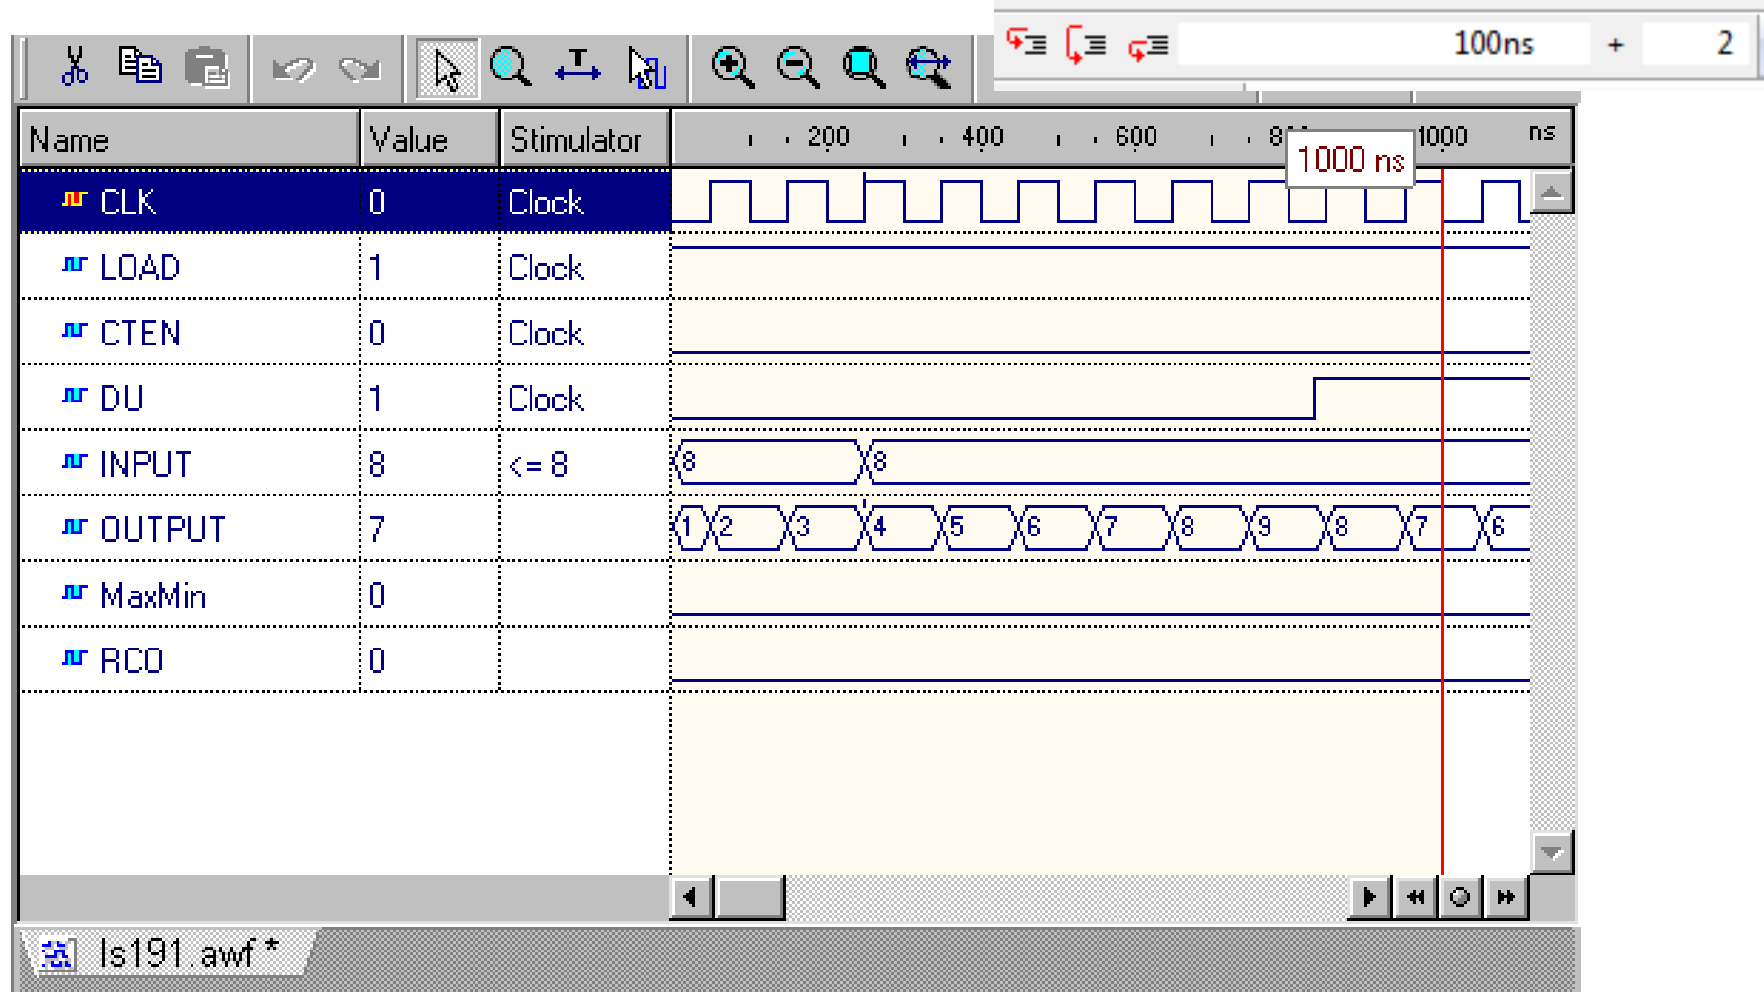 100ns + 2
Name Value Stimulator 200 400 600 1000 ns
1000 ns
CLK 0 Clock
LOAD 1 Clock
CTEN 0 Clock
DU 1 Clock
INPUT 8 <= 8 8 8
OUTPUT 7 1 2 3 4 5 6 7 8 9 8 7 6
MaxMin 0
RCO 0
ls191.awf *